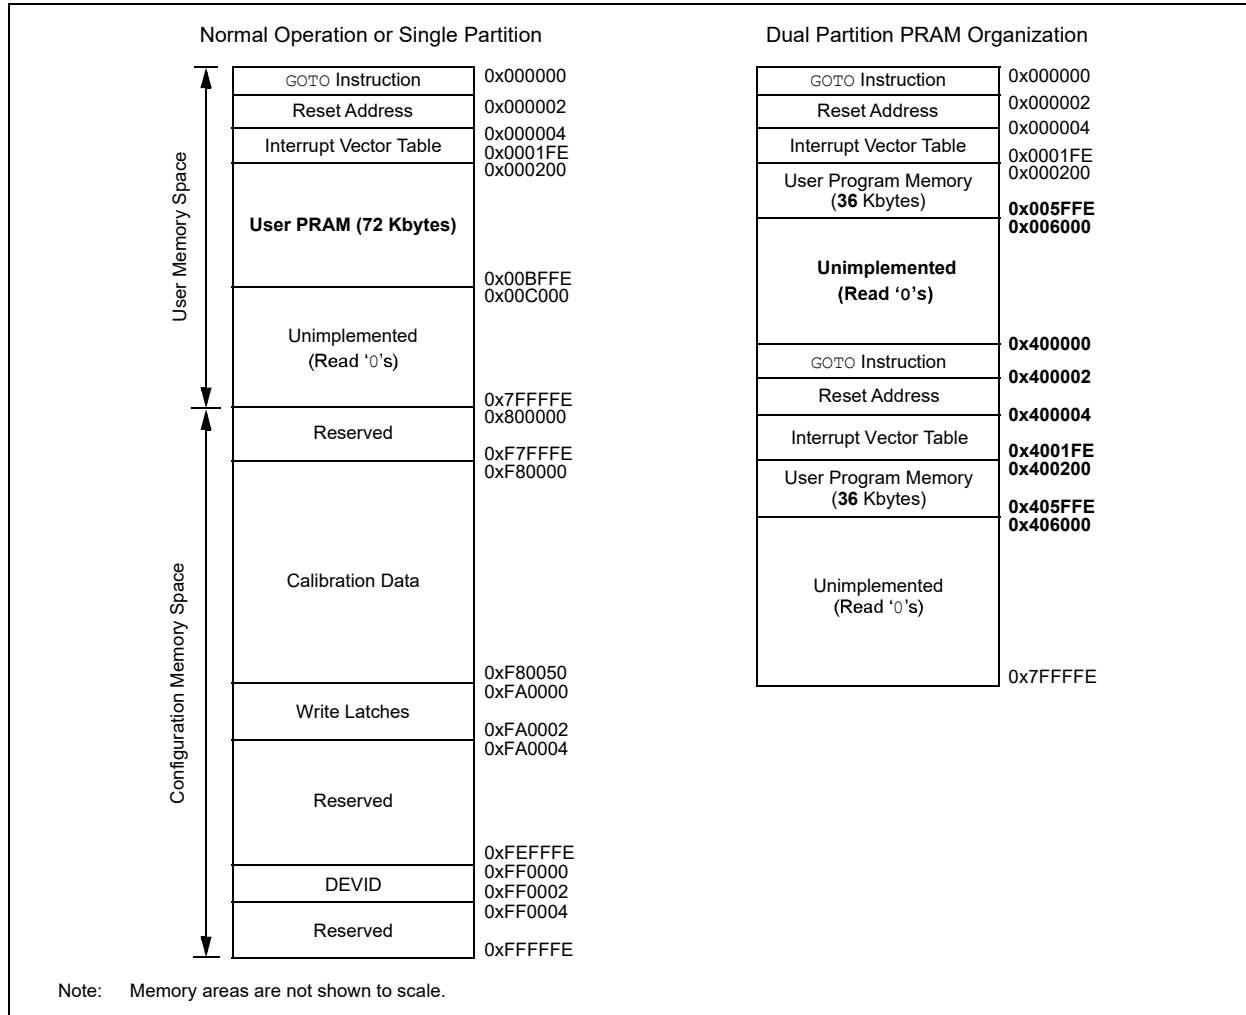 Normal Operation or Single Partition
GOTO Instruction
0x000000
Reset Address
0x000002
Interrupt Vector Table
0x000004
0x0001FE
0x000200
User PRAM (72 Kbytes)
0x00BFFE
0x00C000
Unimplemented
(Read ‘0’s)
0x7FFFFE
0x800000
Reserved
0xF7FFFE
0xF80000
Calibration Data
0xF80050
0xFA0000
Write Latches
0xFA0002
0xFA0004
Reserved
0xFEFFFE
0xFF0000
DEVID
0xFF0002
0xFF0004
Reserved
0xFFFFFE
User Memory Space
Configuration Memory Space
Dual Partition PRAM Organization
GOTO Instruction
0x000000
Reset Address
0x000002
0x000004
Interrupt Vector Table
0x0001FE
0x000200
User Program Memory
(36 Kbytes)
0x005FFE
0x006000
Unimplemented
(Read ‘0’s)
0x400000
GOTO Instruction
0x400002
Reset Address
0x400004
Interrupt Vector Table
0x4001FE
0x400200
User Program Memory
(36 Kbytes)
0x405FFE
0x406000
Unimplemented
(Read ‘0’s)
0x7FFFFE
Note: Memory areas are not shown to scale.